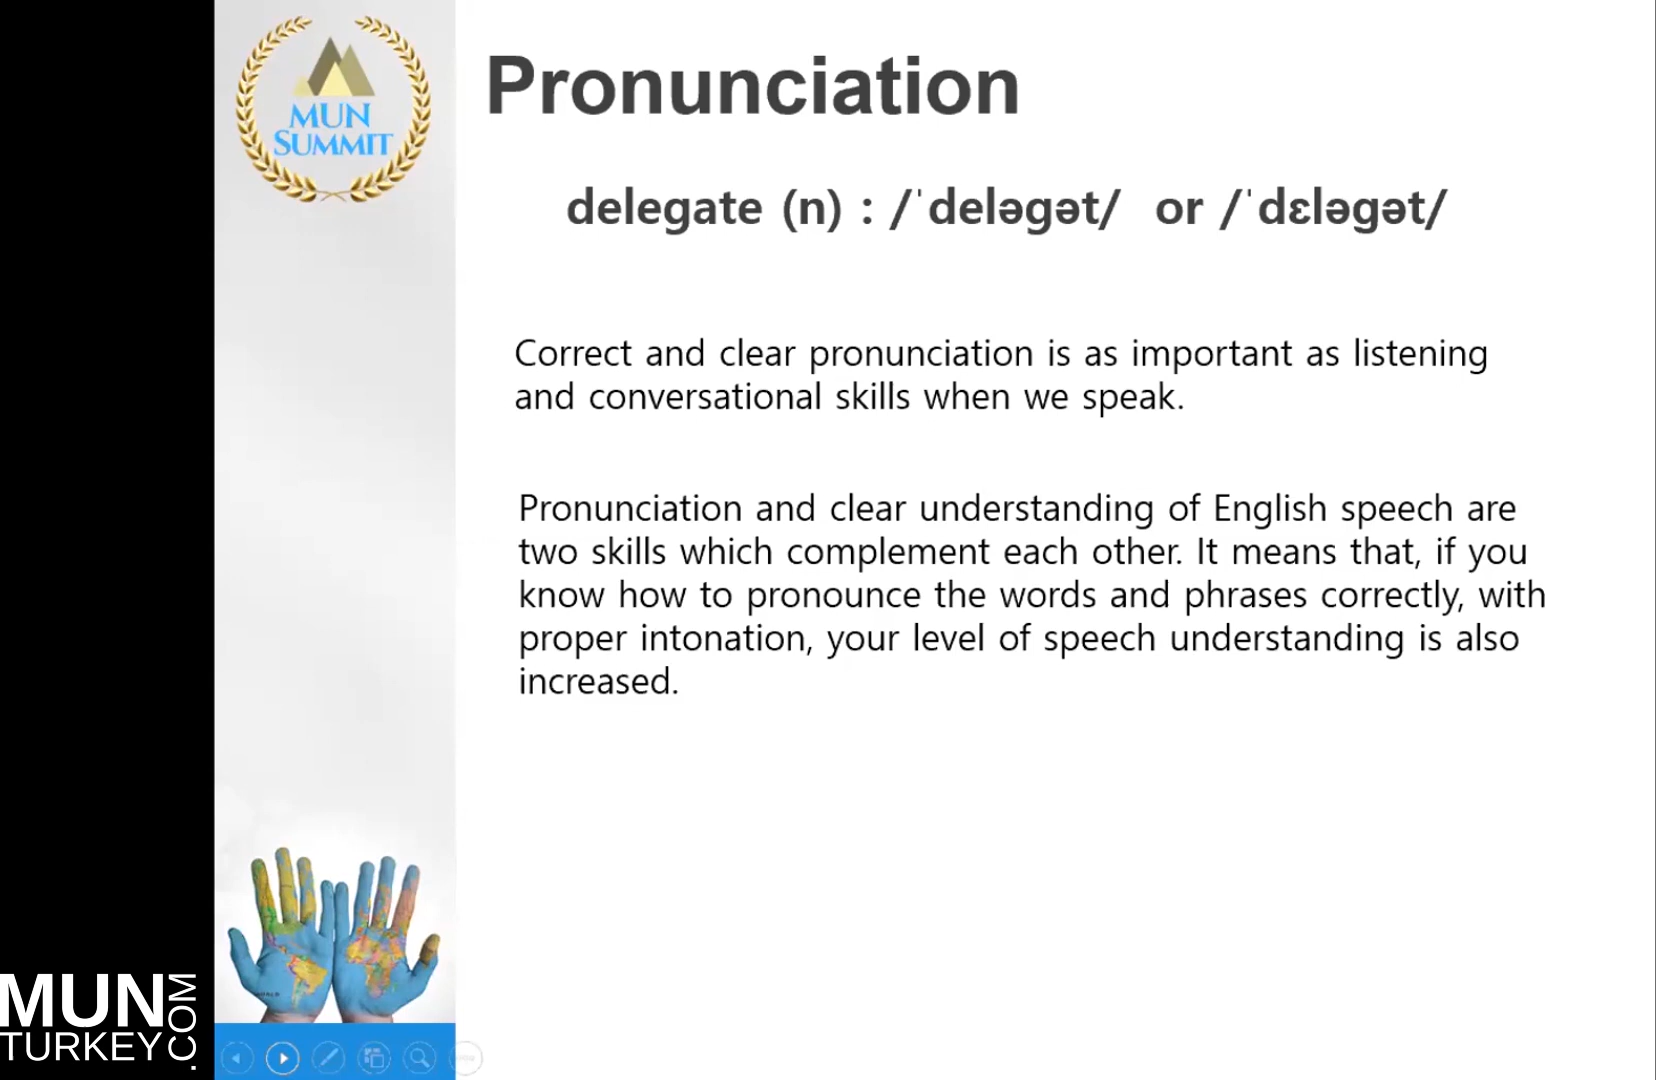 MUN
SUMMIT
Pronunciation
delegate (n) : /ˈdeləgət/ or /ˈdɛləgət/
Correct and clear pronunciation is as important as listening
and conversational skills when we speak.
Pronunciation and clear understanding of English speech are
two skills which complement each other. It means that, if you
know how to pronounce the words and phrases correctly, with
proper intonation, your level of speech understanding is also
increased.
MUN
TURKEY
.COM